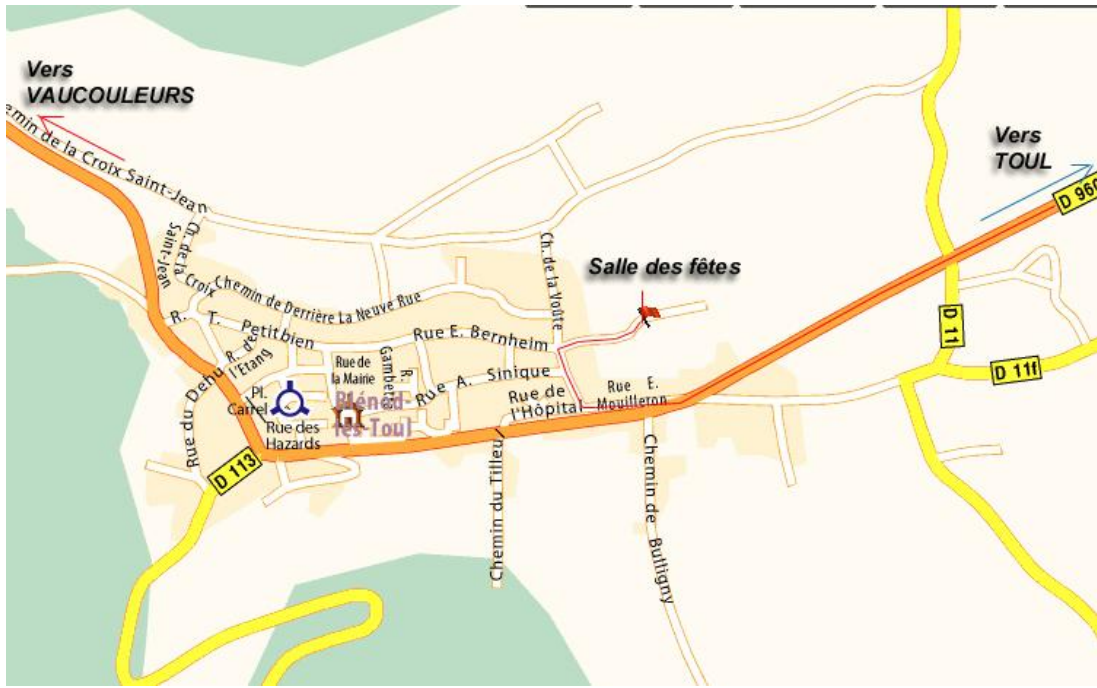 Vers
VAUCOULEURS
emin de la Croix Saint-Jean
Vers
TOUL
D 960
Ch. de la Croix
Saint-Jean
Ch. de la Voûte
Salle des fêtes
Chemin de Derrière La Neuve Rue
R. T. Petitbien
Rue E. Bernheim
D 11
D 11f
R. de
l'Etang
Rue de
la Mairie
R. Gambetta
Rue A. Sinique
Rue du Dehu
Pl.
Carrel
Blénod-
lès Toul
Rue de
l'Hôpital
Rue E.
Mouilleron
Rue des
Hazards
D 113
Chemin du Tilleu
Chemin de Buttigny